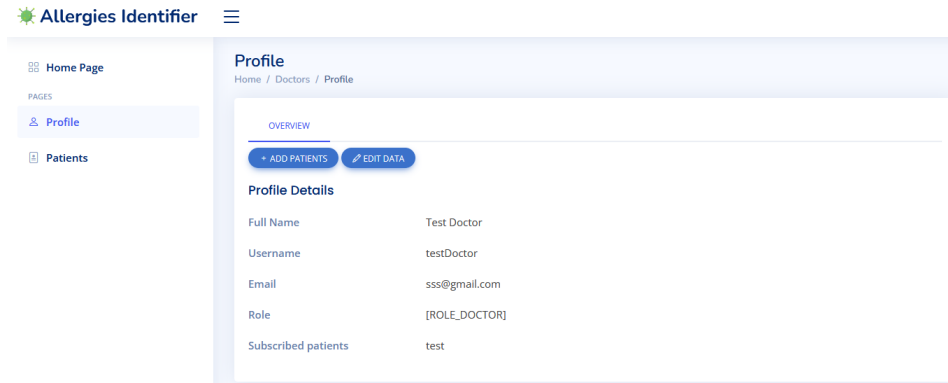 Allergies Identifier
Home Page
PAGES
Profile
Patients
Profile
Home / Doctors / Profile
OVERVIEW
+ ADD PATIENTS EDIT DATA
Profile Details
Full Name Test Doctor
Username testDoctor
Email sss@gmail.com
Role [ROLE_DOCTOR]
Subscribed patients test